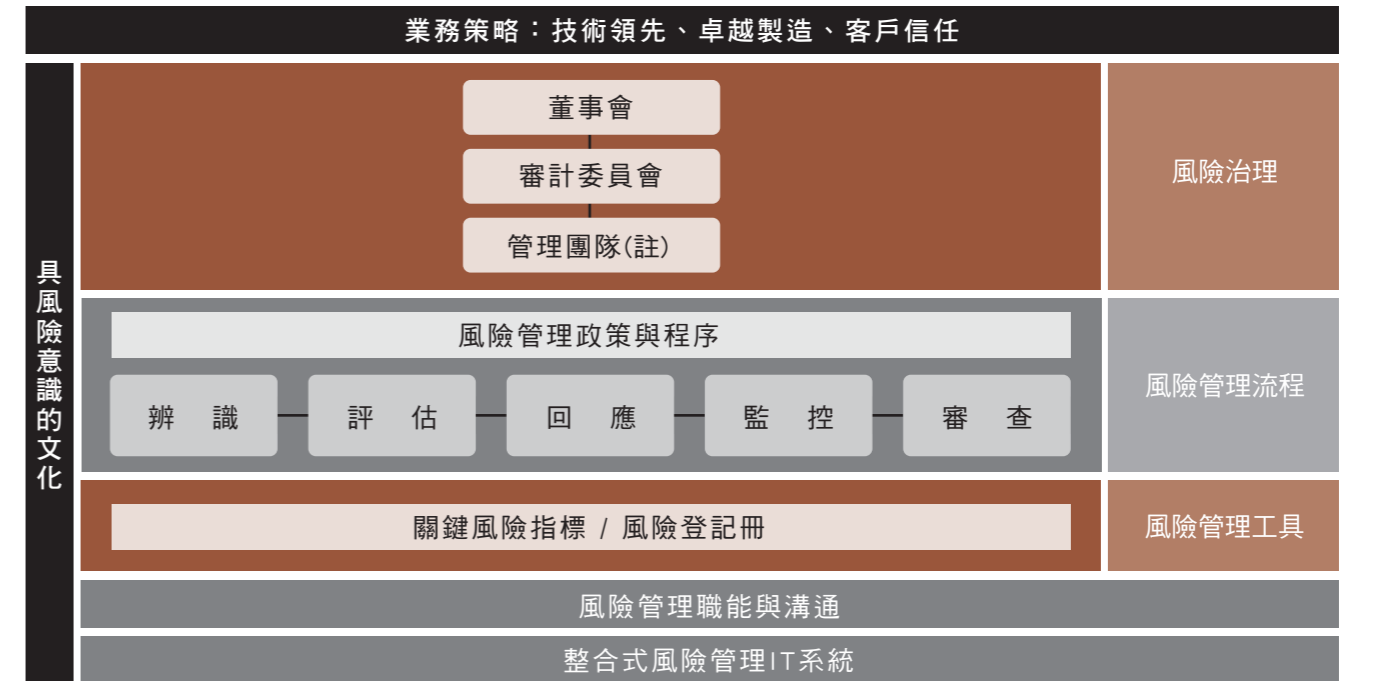 業務策略：技術領先、卓越製造、客戶信任
具風險意識的文化
董事會
審計委員會
管理團隊(註)
風險治理
風險管理政策與程序
辨識
評估
回應
監控
審查
風險管理流程
關鍵風險指標 / 風險登記冊
風險管理工具
風險管理職能與溝通
整合式風險管理IT系統